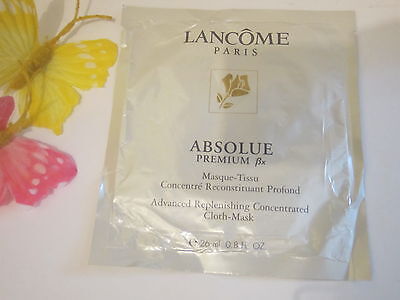 LANCÔME
PARIS
ABSOLUE
PREMIUM βx
Masque-Tissu
Concentré Reconstituant Profond
Advanced Replenishing Concentrated
Cloth-Mask
℮ 26 ml 0.8 fl. OZ